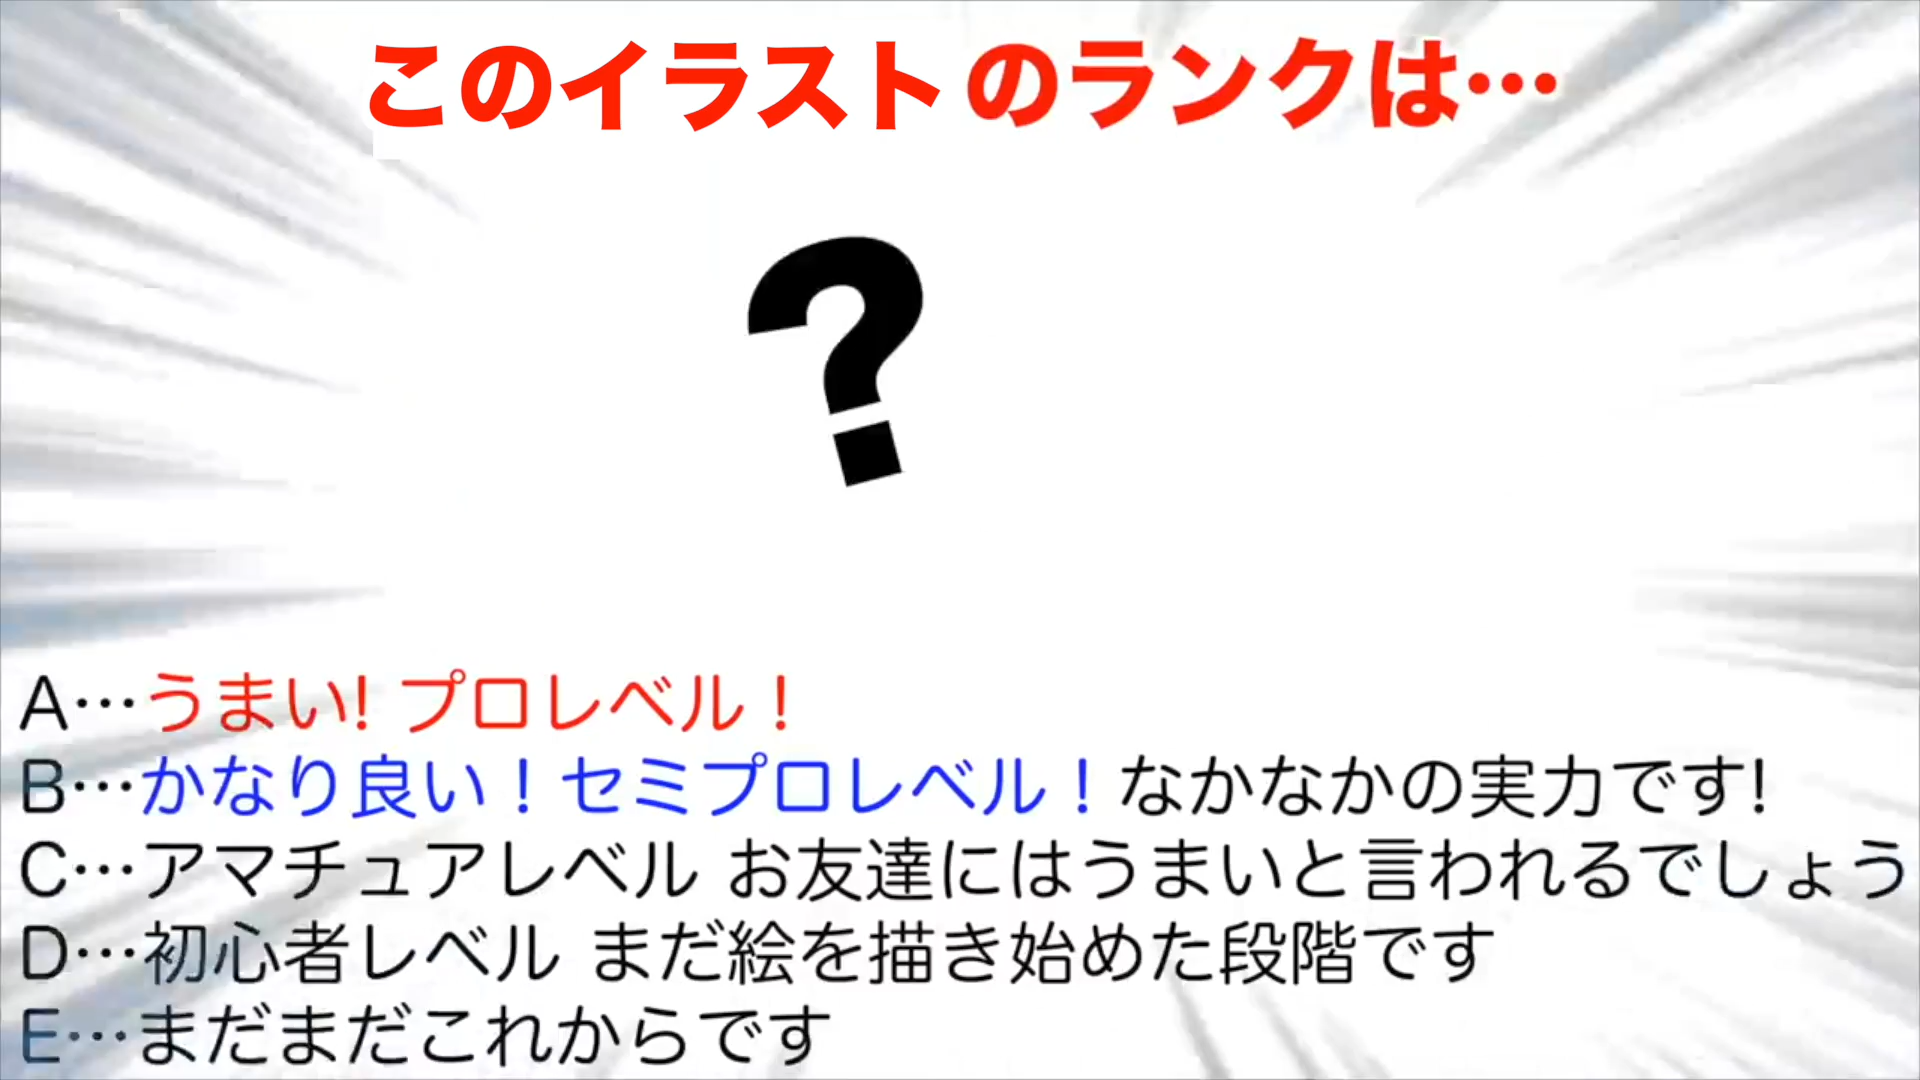 このイラストのランクは…
?
A…うまい! プロレベル！
B…かなり良い！セミプロレベル！なかなかの実力です!
C…アマチュアレベル お友達にはうまいと言われるでしょう
D…初心者レベル まだ絵を描き始めた段階です
E…まだまだこれからです